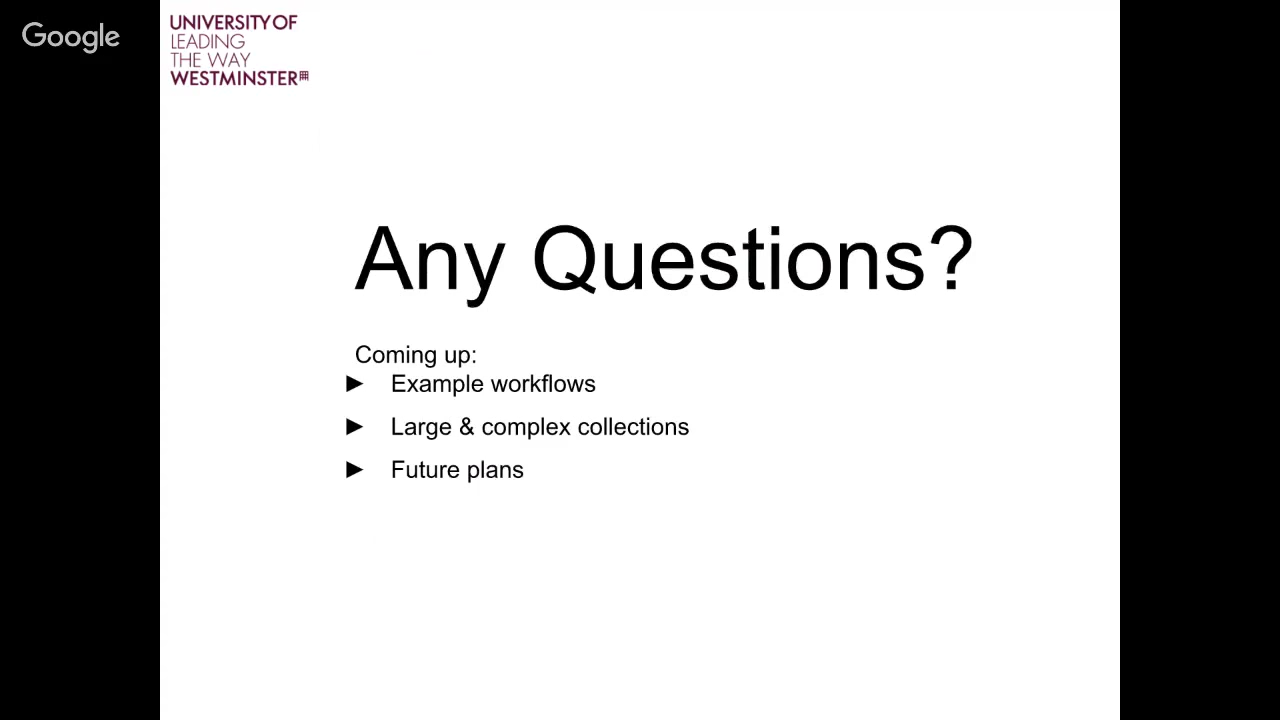 Google
UNIVERSITY OF
LEADING
THE WAY
WESTMINSTER
Any Questions?
Coming up:
► Example workflows
► Large & complex collections
► Future plans